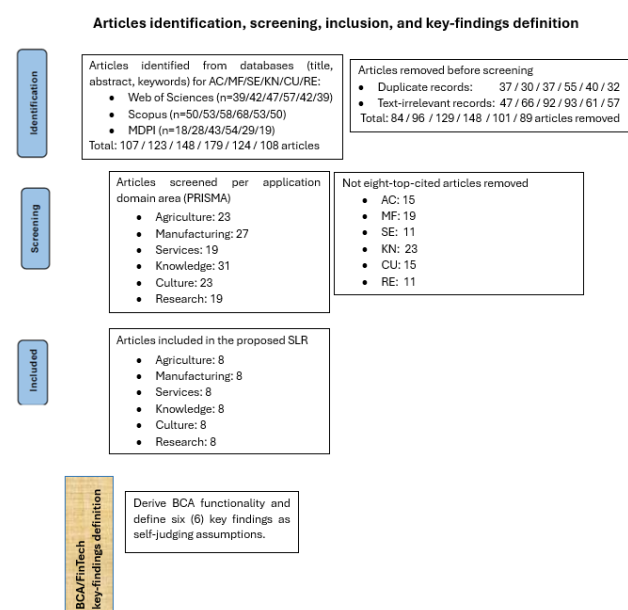 Articles identification, screening, inclusion, and key-findings definition
Identification
Articles identified from databases (title,
abstract, keywords) for AC/MF/SE/KN/CU/RE:
• Web of Sciences (n=39/42/47/57/42/39)
• Scopus (n=50/53/58/68/53/50)
• MDPI (n=18/28/43/54/29/19)
Total: 107 / 123 / 148 / 179 / 124 / 108 articles
Articles removed before screening
• Duplicate records: 37 / 30 / 37 / 55 / 40 / 32
• Text-irrelevant records: 47 / 66 / 92 / 93 / 61 / 57
Total: 84 / 96 / 129 / 148 / 101 / 89 articles removed
Screening
Articles screened per application
domain area (PRISMA)
• Agriculture: 23
• Manufacturing: 27
• Services: 19
• Knowledge: 31
• Culture: 23
• Research: 19
Not eight-top-cited articles removed
• AC: 15
• MF: 19
• SE: 11
• KN: 23
• CU: 15
• RE: 11
Included
Articles included in the proposed SLR
• Agriculture: 8
• Manufacturing: 8
• Services: 8
• Knowledge: 8
• Culture: 8
• Research: 8
BCA/FinTech
key-findings definition
Derive BCA functionality and
define six (6) key findings as
self-judging assumptions.